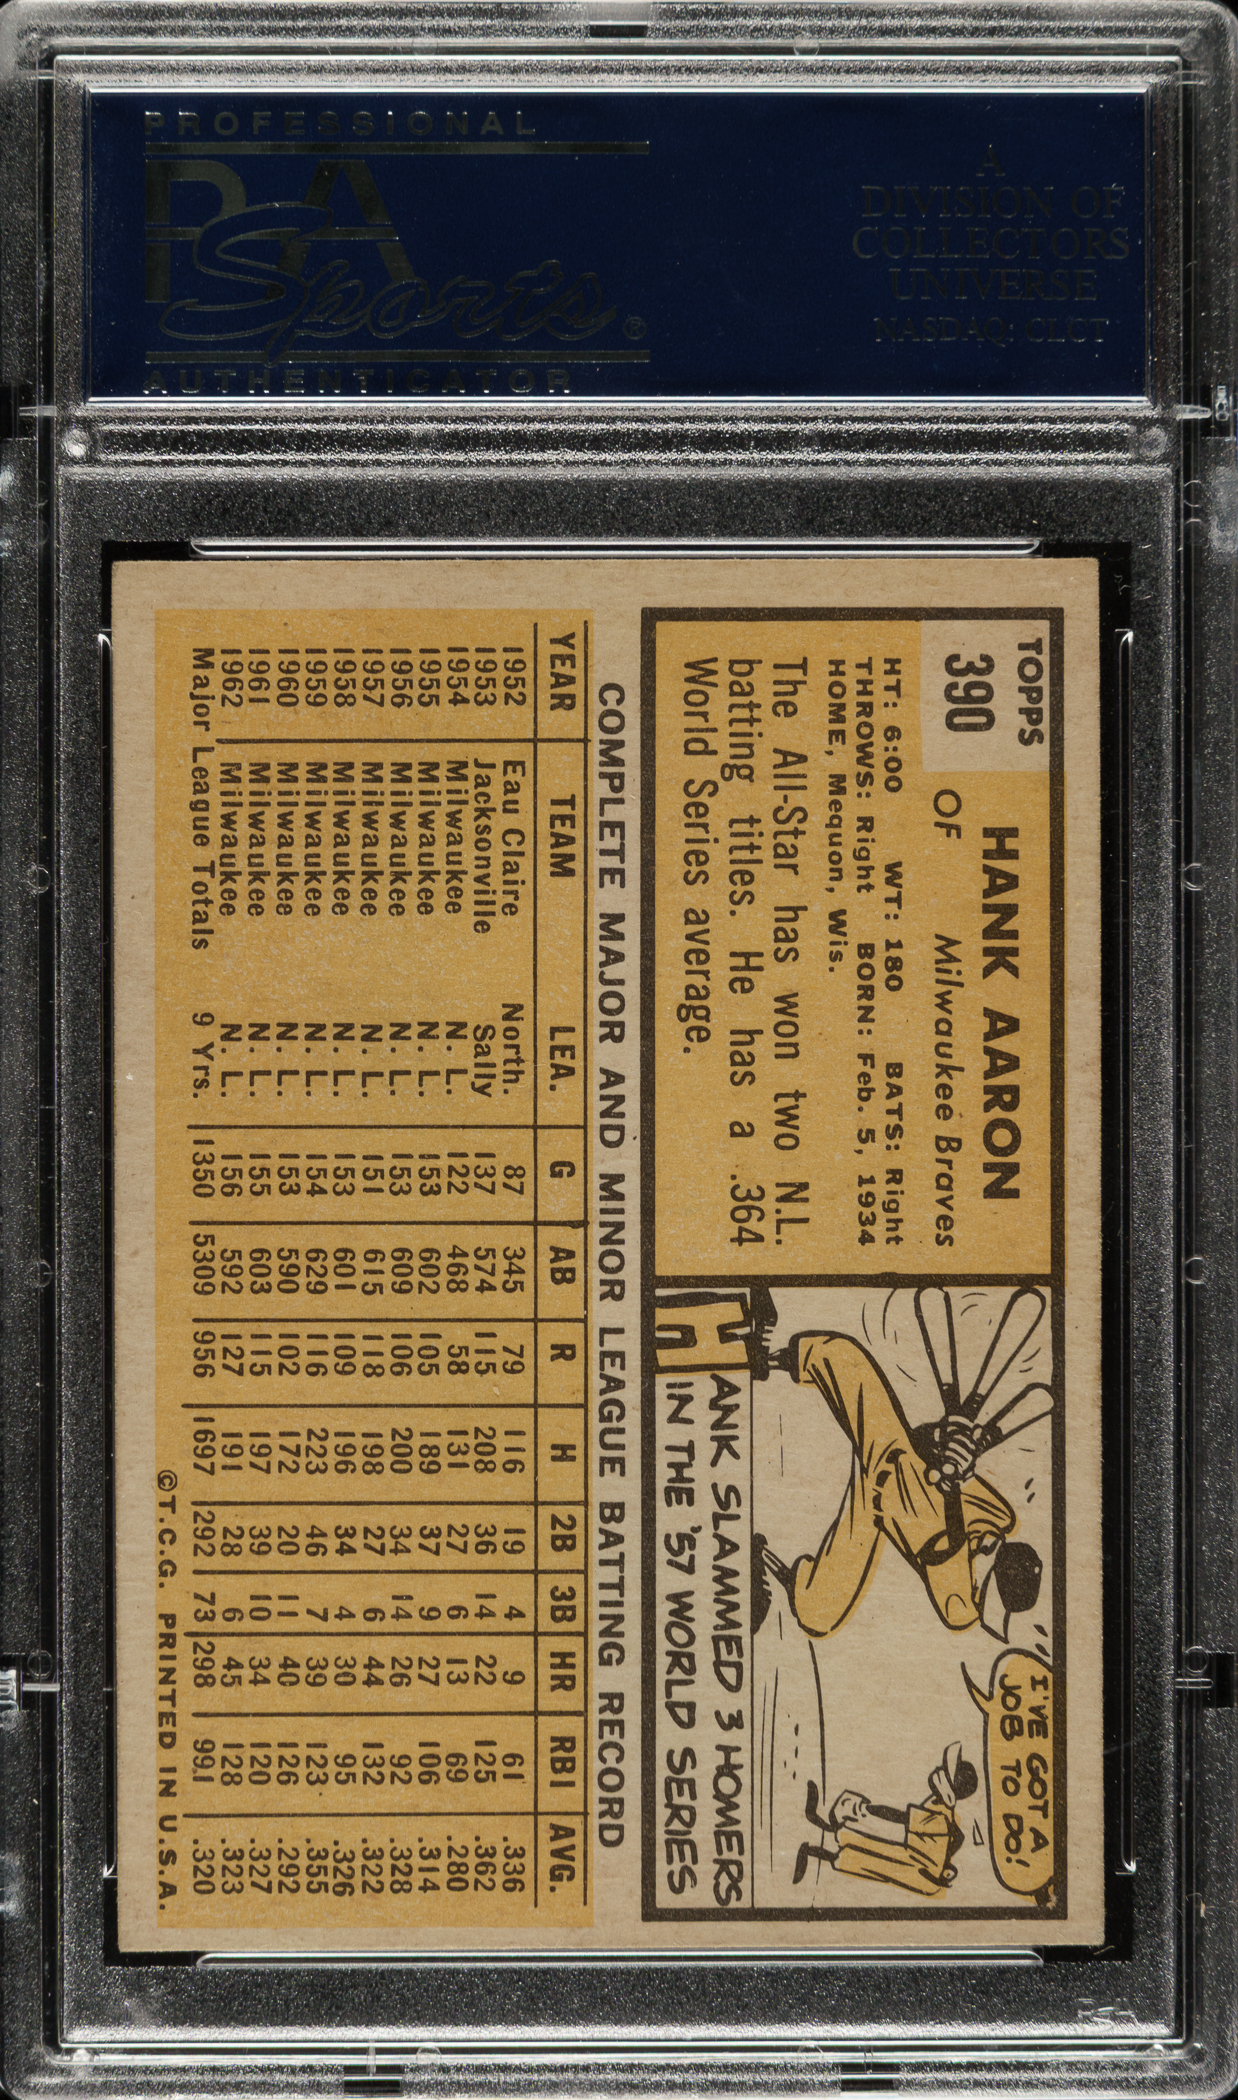 PROFESSIONAL
PSA
Sports®
AUTHENTICATOR
A
DIVISION OF
COLLECTORS
UNIVERSE
NASDAQ: CLCT
TOPPS
390
HANK AARON
OF Milwaukee Braves
HT: 6:00 WT: 180 BATS: Right
THROWS: Right BORN: Feb. 5, 1934
HOME, Mequon, Wis.
The All-Star has won two N.L.
batting titles. He has a .364
World Series average.
I'VE GOT A
JOB TO DO!
HANK SLAMMED 3 HOMERS
IN THE '57 WORLD SERIES
COMPLETE MAJOR AND MINOR LEAGUE BATTING RECORD
YEAR TEAM LEA. G AB R H 2B 3B HR RBI AVG.
1952 Eau Claire North. 87 345 79 116 19 4 9 61 .336
1953 Jacksonville Sally 137 574 115 208 36 14 22 125 .362
1954 Milwaukee N. L. 122 468 58 131 27 6 13 69 .280
1955 Milwaukee N. L. 153 602 105 189 37 9 27 106 .314
1956 Milwaukee N. L. 153 609 106 200 34 14 26 92 .328
1957 Milwaukee N. L. 151 615 118 198 27 6 44 132 .322
1958 Milwaukee N. L. 153 601 109 196 34 4 30 95 .326
1959 Milwaukee N. L. 154 629 116 223 46 7 39 123 .355
1960 Milwaukee N. L. 153 590 102 172 20 11 40 126 .292
1961 Milwaukee N. L. 155 603 115 197 39 10 34 120 .327
1962 Milwaukee N. L. 156 592 127 191 28 6 45 128 .323
Major League Totals 9 Yrs. 1350 5309 956 1697 292 73 298 991 .320
©T.C.G. PRINTED IN U.S.A.
PSA